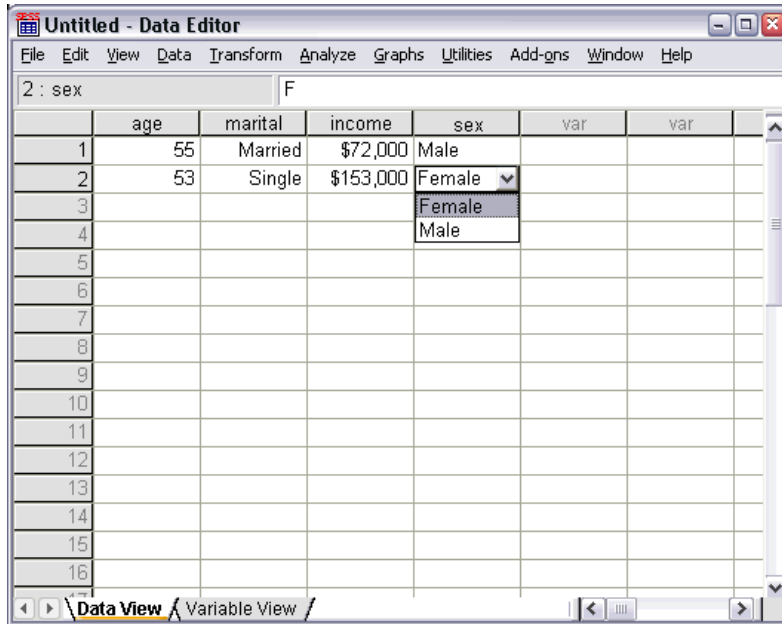 Untitled - Data Editor
File Edit View Data Transform Analyze Graphs Utilities Add-ons Window Help
2 : sex F
age marital income sex var var
1 55 Married $72,000 Male
2 53 Single $153,000 Female
3 Female
4 Male
5
6
7
8
9
10
11
12
13
14
15
16
17
Data View Variable View